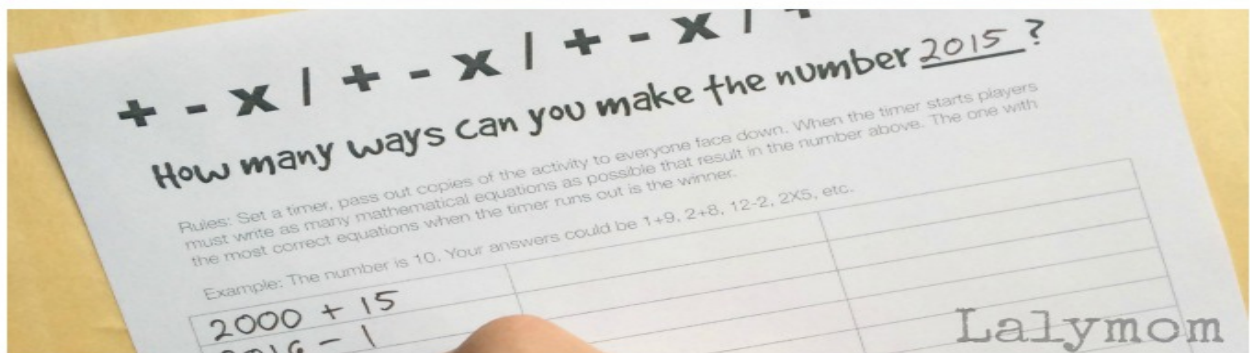 + - x / + - x / + - x / +
How many ways can you make the number 2015?
Rules: Set a timer, pass out copies of the activity to everyone face down. When the timer starts players
must write as many mathematical equations as possible that result in the number above. The one with
the most correct equations when the timer runs out is the winner.
Example: The number is 10. Your answers could be 1+9, 2+8, 12-2, 2X5, etc.
2000 + 15
2016 - 1
Lalymom